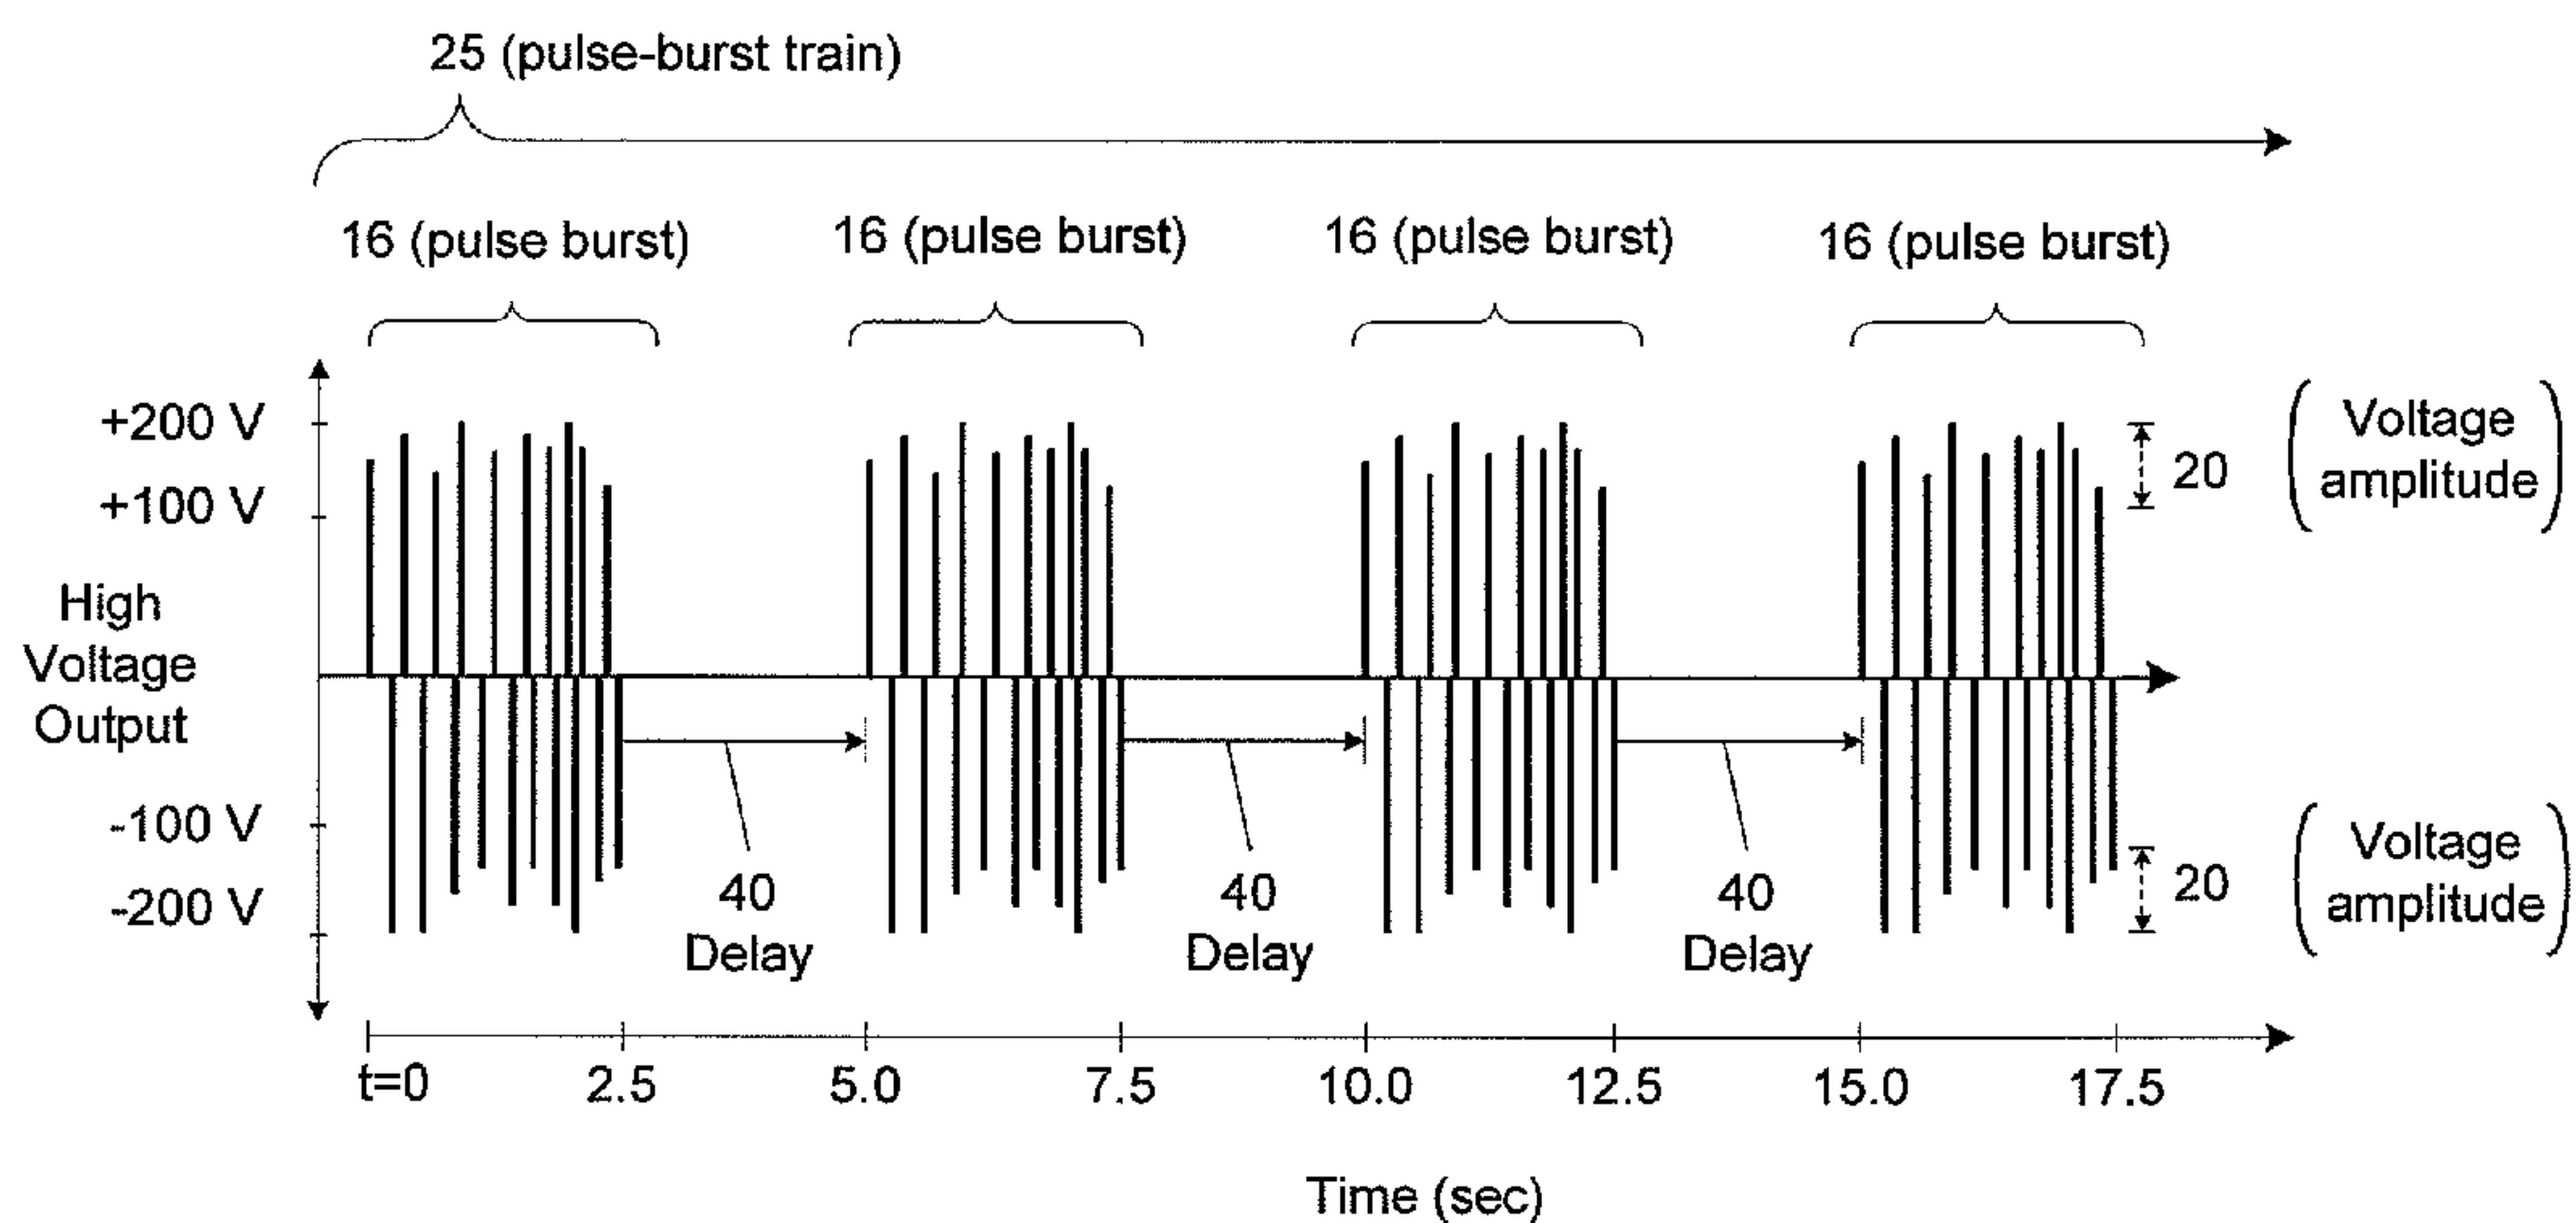 25 (pulse-burst train)
16 (pulse burst) 16 (pulse burst) 16 (pulse burst) 16 (pulse burst)
+200 V
+100 V
High
Voltage
Output
-100 V
-200 V
20
Voltage
amplitude
40
Delay
40
Delay
40
Delay
20
Voltage
amplitude
t=0 2.5 5.0 7.5 10.0 12.5 15.0 17.5
Time (sec)